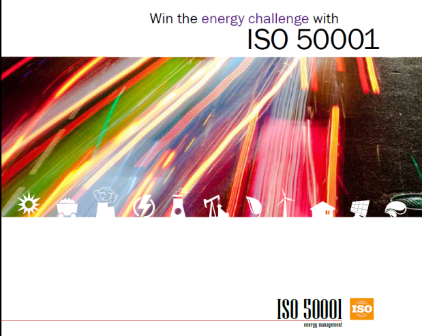 Win the energy challenge with
ISO 50001
ISO 50001
energy management
ISO